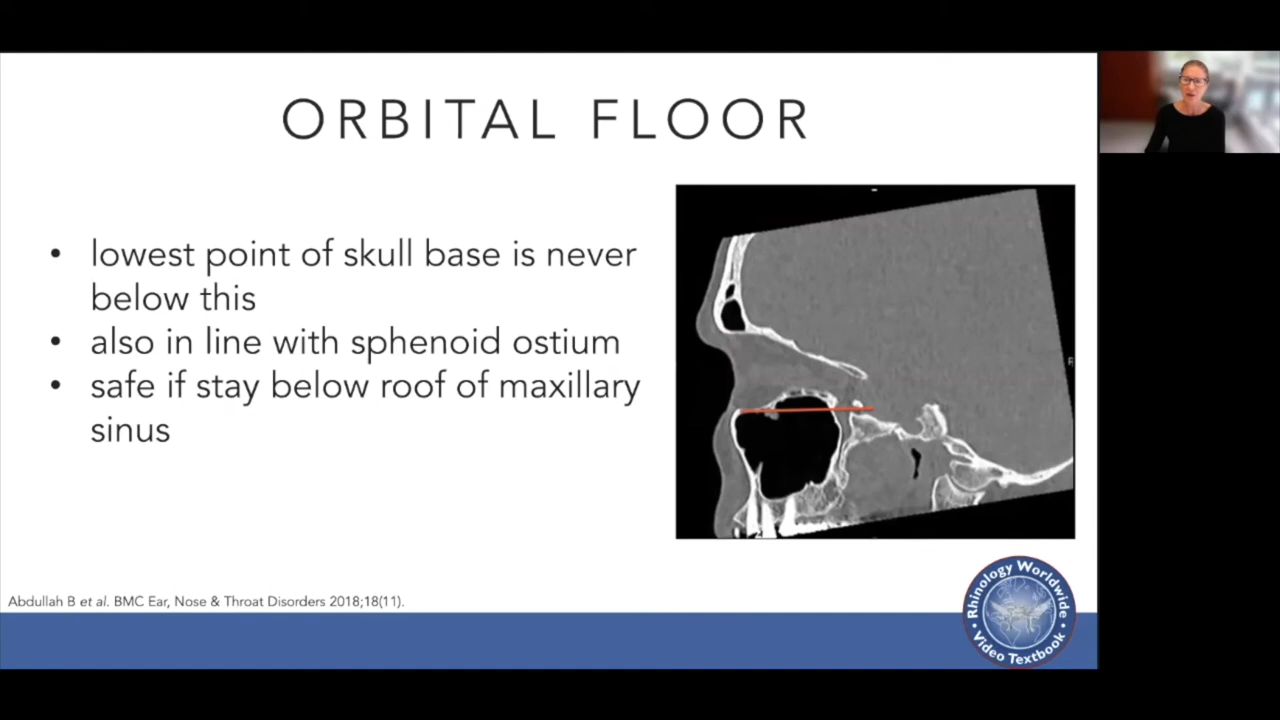 ORBITAL FLOOR
• lowest point of skull base is never
below this
• also in line with sphenoid ostium
• safe if stay below roof of maxillary
sinus
Abdullah B et al. BMC Ear, Nose & Throat Disorders 2018;18(11).
Rhinology Worldwide
• Video Textbook •